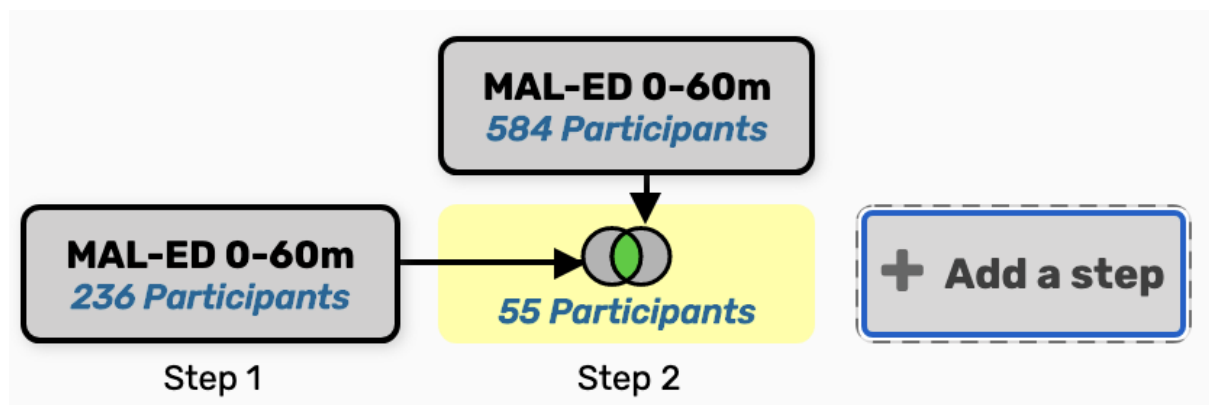 MAL-ED 0-60m
584 Participants
MAL-ED 0-60m
236 Participants
55 Participants
+ Add a step
Step 1
Step 2